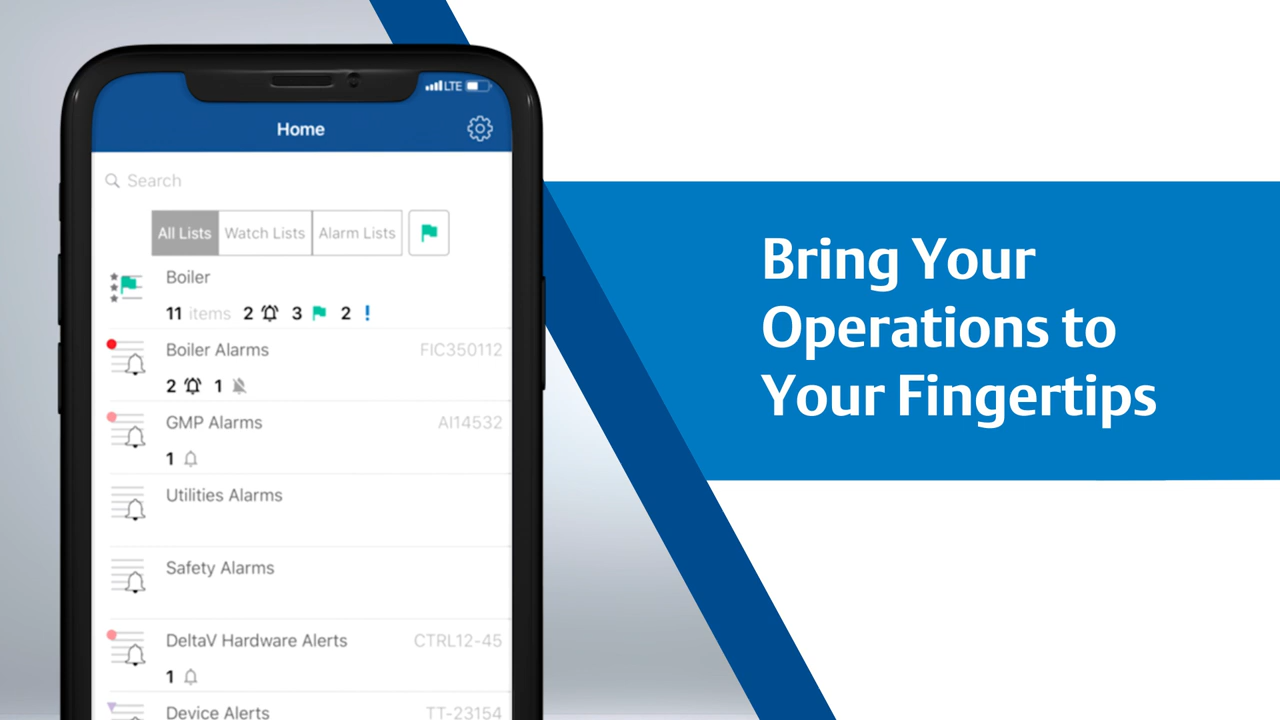 LTE
Home
Search
All Lists Watch Lists Alarm Lists
Boiler
11 items 2 3 2 !
Boiler Alarms FIC350112
2 1
GMP Alarms AI14532
1
Utilities Alarms
Safety Alarms
DeltaV Hardware Alerts CTRL12-45
1
Device Alerts TT-23154
Bring Your
Operations to
Your Fingertips